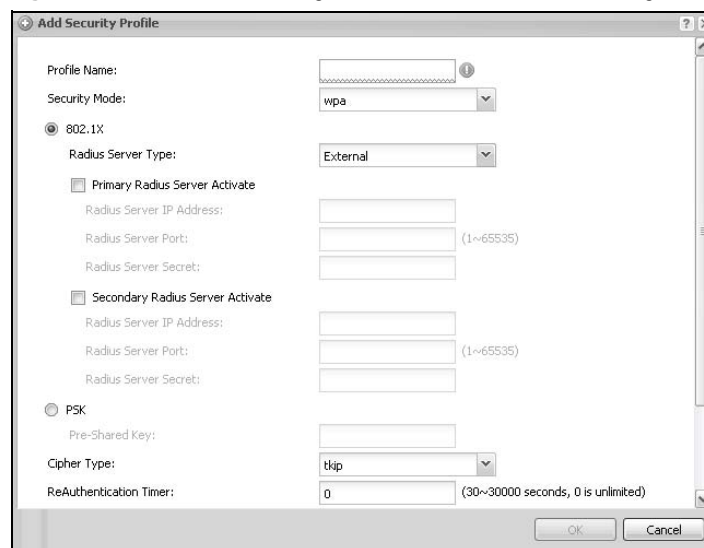 Add Security Profile
Profile Name:
Security Mode: wpa
802.1X
Radius Server Type: External
Primary Radius Server Activate
Radius Server IP Address:
Radius Server Port: (1~65535)
Radius Server Secret:
Secondary Radius Server Activate
Radius Server IP Address:
Radius Server Port: (1~65535)
Radius Server Secret:
PSK
Pre-Shared Key:
Cipher Type: tkip
ReAuthentication Timer: 0 (30~30000 seconds, 0 is unlimited)
OK Cancel